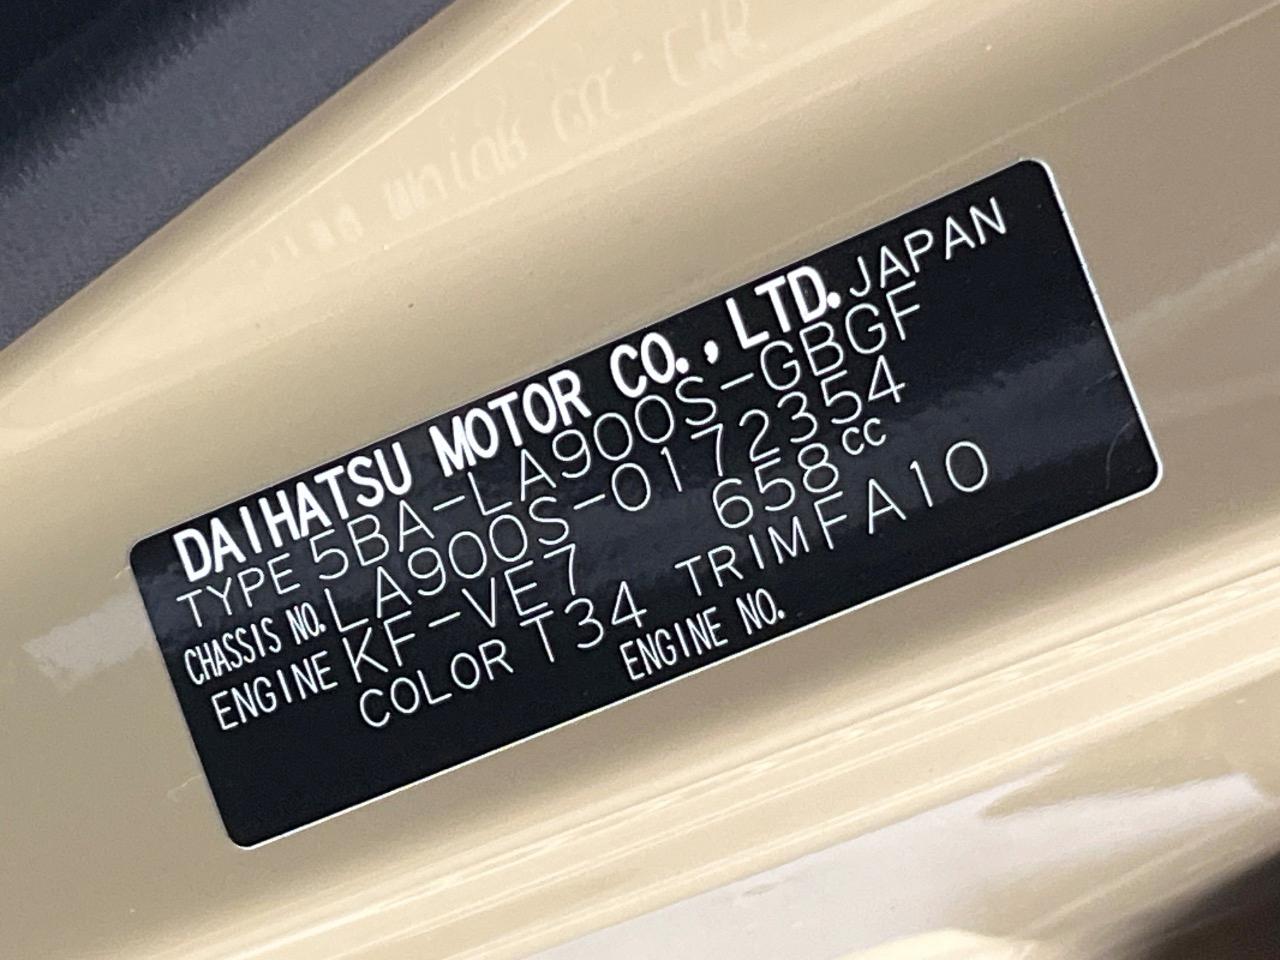 DAIHATSU MOTOR CO., LTD. JAPAN
TYPE 5BA-LA900S-GBGF
CHASSIS NO. LA900S-0172354
ENGINE KF-VE7 658cc
COLOR T34 TRIM FA10
ENGINE NO.